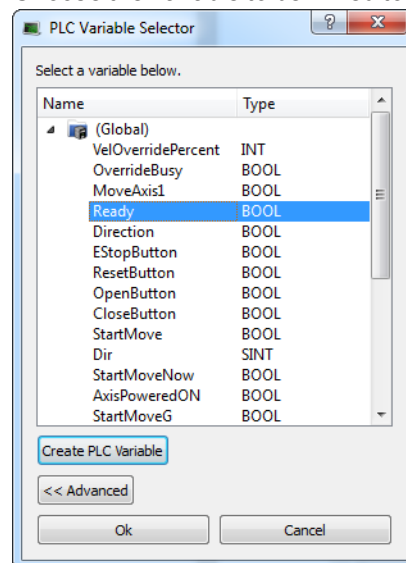 PLC Variable Selector
Select a variable below.
Name Type
(Global)
VelOverridePercent INT
OverrideBusy BOOL
MoveAxis1 BOOL
Ready BOOL
Direction BOOL
EStopButton BOOL
ResetButton BOOL
OpenButton BOOL
CloseButton BOOL
StartMove BOOL
Dir SINT
StartMoveNow BOOL
AxisPoweredON BOOL
StartMoveG BOOL
Create PLC Variable
<< Advanced
Ok Cancel